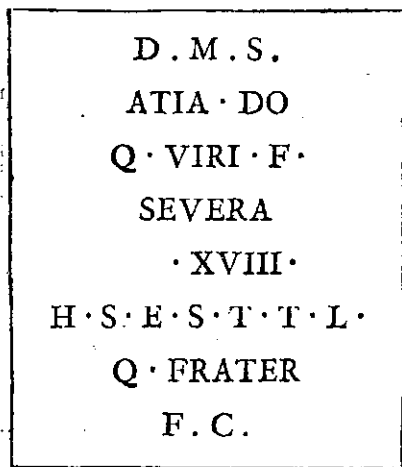 D . M . S .
ATIA · DO
Q · VIRI · F ·
SEVERA
· XVIII ·
H · S · E · S · T · T · L ·
Q · FRATER
F . C .